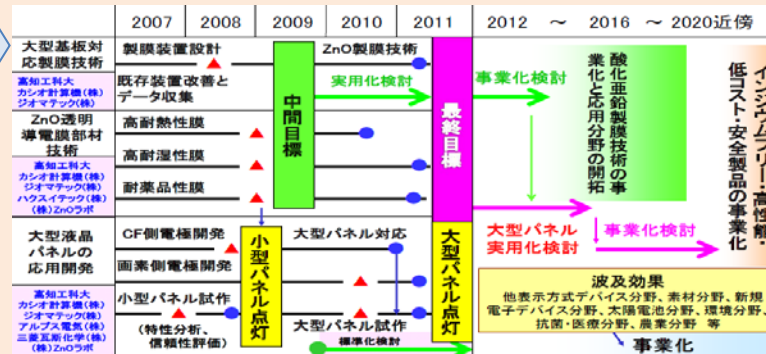 2007 2008 2009 2010 2011 2012 ~ 2016 ~ 2020近傍
大型基板対
応製膜技術
高知工科大
カシオ計算機(株)
ジオマテック(株)
製膜装置設計
既存装置改善と
データ収集
ZnO製膜技術
実用化検討
事業化検討
ZnO透明
導電膜部材
技術
高知工科大
カシオ計算機(株)
ジオマテック(株)
ハクスイテック(株)
(株)ZnOラボ
高耐熱性膜
高耐湿性膜
耐薬品性膜
中間目標
最終目標
酸化亜鉛製膜技術の事
業化と応用分野の開拓
インジウムフリー・高性能・
低コスト・安全製品の事業化
大型液晶
パネルの
応用開発
高知工科大
カシオ計算機(株)
ジオマテック(株)
アルプス電気(株)
三菱瓦斯化学(株)
(株)ZnOラボ
CF側電極開発
画素側電極開発
小型パネル試作
(特性分析、
信頼性評価)
小型パネル点灯
大型パネル対応
大型パネル試作
標準化検討
大型パネル点灯
大型パネル
実用化検討
事業化検討
波及効果
他表示方式デバイス分野、素材分野、新規
電子デバイス分野、太陽電池分野、環境分野、
抗菌・医療分野、農業分野 等
事業化